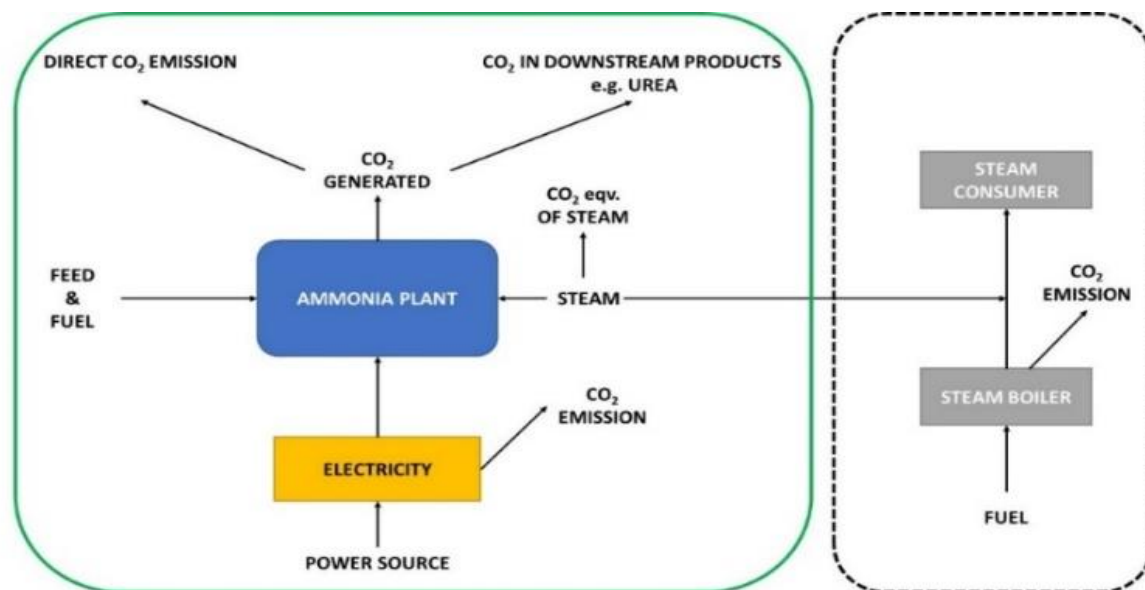 DIRECT CO₂ EMISSION
CO₂ IN DOWNSTREAM PRODUCTS
e.g. UREA
CO₂
GENERATED
CO₂ eqv.
OF STEAM
FEED
&
FUEL
AMMONIA PLANT
STEAM
CO₂
EMISSION
ELECTRICITY
POWER SOURCE
STEAM
CONSUMER
CO₂
EMISSION
STEAM BOILER
FUEL